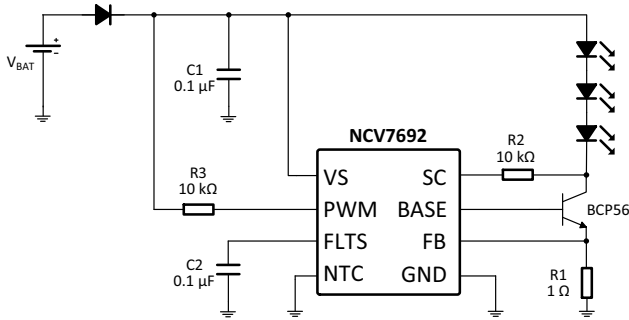 +
-
V_BAT
C1
0.1 µF
NCV7692
R2
10 kΩ
R3
10 kΩ
VS
SC
PWM
BASE
BCP56
FLTS
FB
C2
0.1 µF
NTC
GND
R1
1 Ω